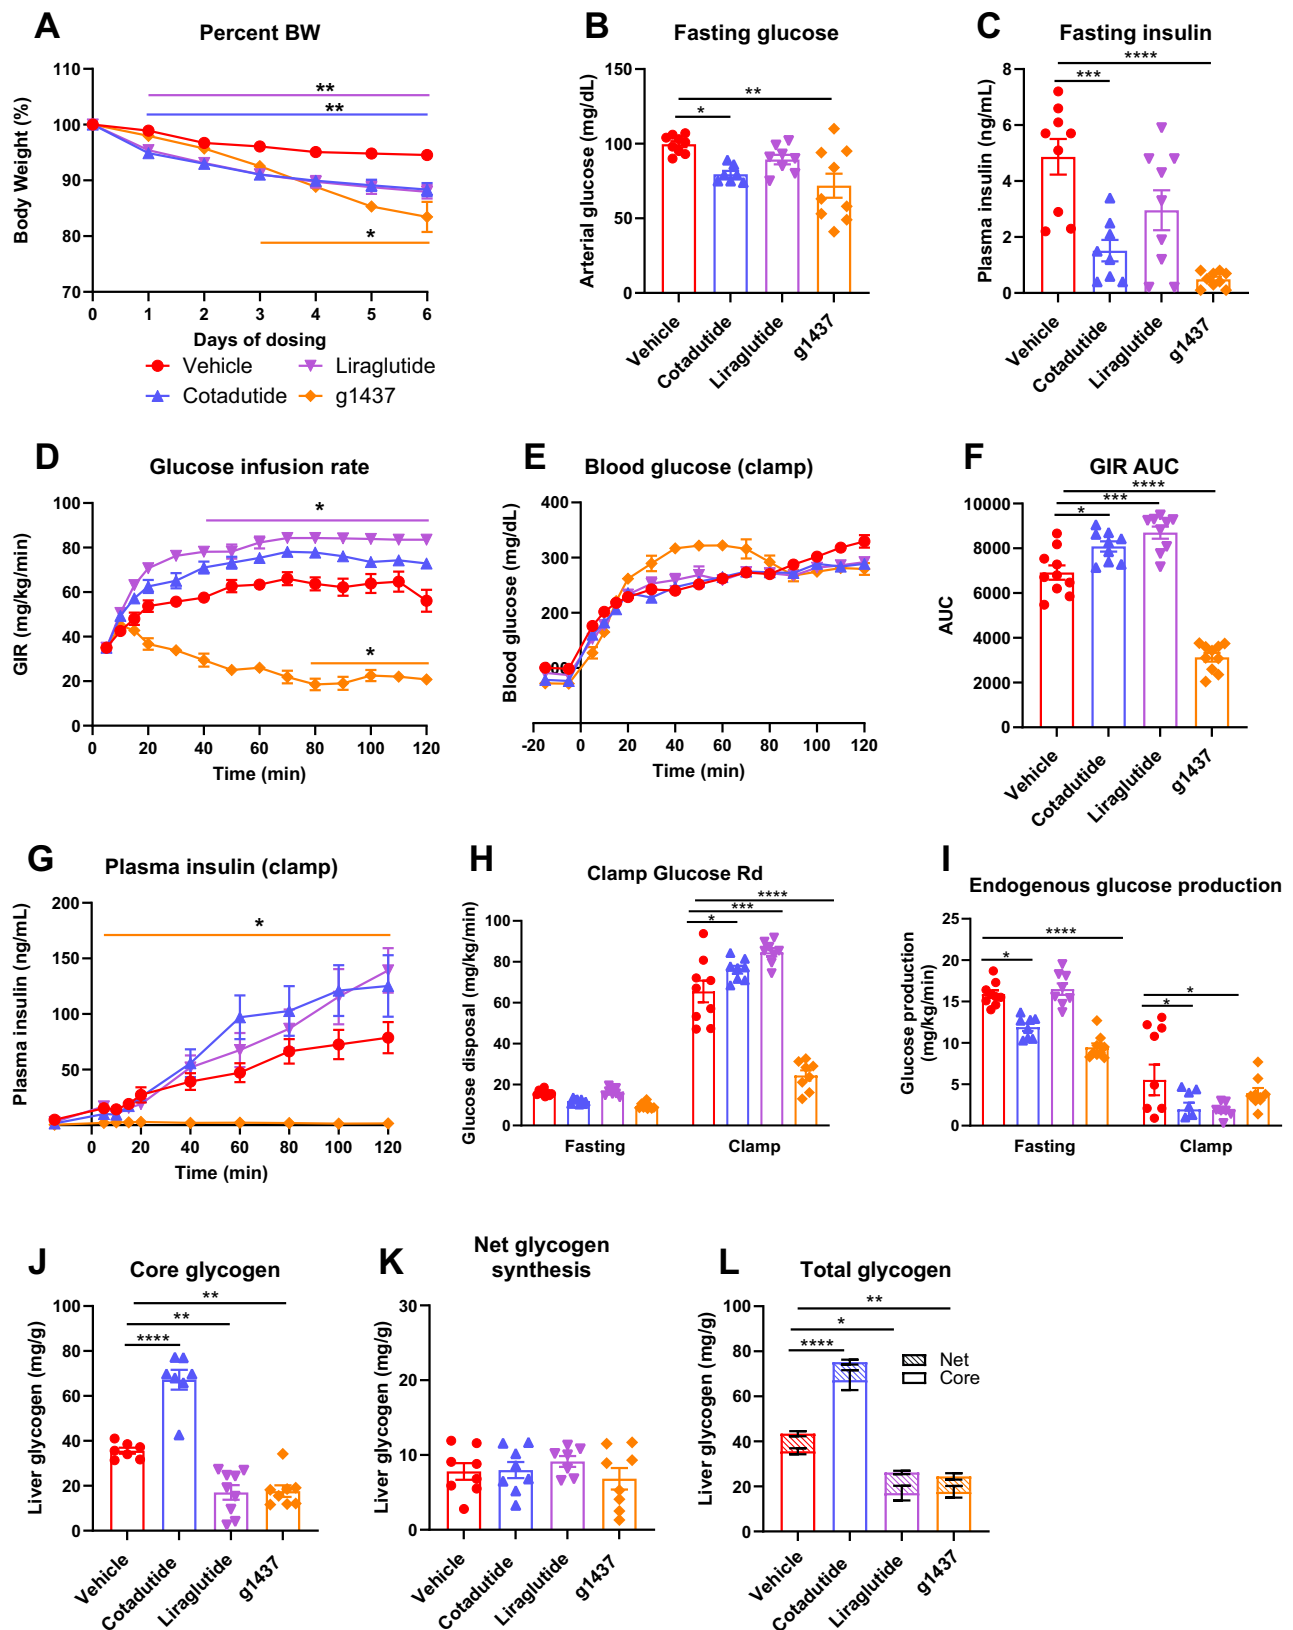 A
Percent BW
Body Weight (%)
110
100
90
80
70
**
**
*
0 1 2 3 4 5 6
Days of dosing
Vehicle
Liraglutide
Cotadutide
g1437
B
Fasting glucose
Arterial glucose (mg/dL)
150
100
50
0
**
*
Vehicle
Cotadutide
Liraglutide
g1437
C
Fasting insulin
Plasma insulin (ng/mL)
8
6
4
2
0
****
***
Vehicle
Cotadutide
Liraglutide
g1437
D
Glucose infusion rate
GIR (mg/kg/min)
100
80
60
40
20
0
*
*
0 20 40 60 80 100 120
Time (min)
E
Blood glucose (clamp)
Blood glucose (mg/dL)
400
300
200
100
-20 0 20 40 60 80 100 120
Time (min)
F
GIR AUC
AUC
10000
8000
6000
4000
2000
0
****
***
*
Vehicle
Cotadutide
Liraglutide
g1437
G
Plasma insulin (clamp)
Plasma insulin (ng/mL)
200
150
100
50
*
0 20 40 60 80 100 120
Time (min)
H
Clamp Glucose Rd
Glucose disposal (mg/kg/min)
100
80
60
40
20
0
****
***
*
Fasting
Clamp
I
Endogenous glucose production
Glucose production
(mg/kg/min)
25
20
15
10
5
0
****
*
*
*
Fasting
Clamp
J
Core glycogen
Liver glycogen (mg/g)
100
80
60
40
20
0
**
**
****
Vehicle
Cotadutide
Liraglutide
g1437
K
Net glycogen
synthesis
Liver glycogen (mg/g)
30
20
10
0
Vehicle
Cotadutide
Liraglutide
g1437
L
Total glycogen
Liver glycogen (mg/g)
100
80
60
40
20
0
**
*
****
Net
Core
Vehicle
Cotadutide
Liraglutide
g1437